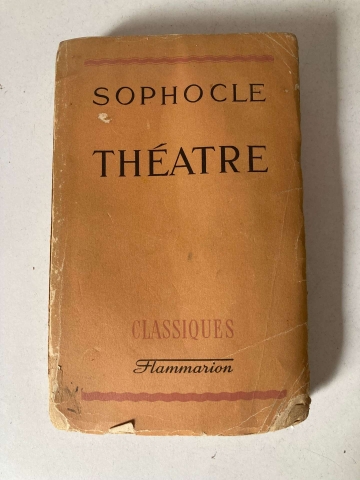 SOPHOCLE
THÉATRE
CLASSIQUES
Flammarion